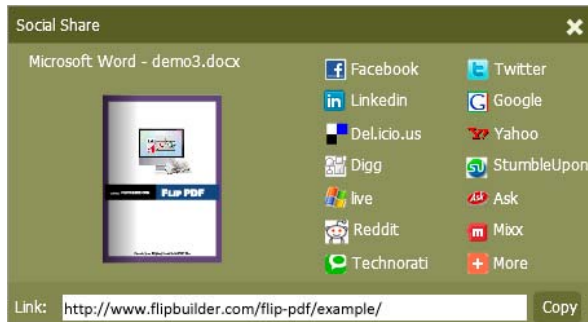 Social Share
Microsoft Word - demo3.docx
FLIP PDF
Facebook
Twitter
Linkedin
Google
Del.icio.us
Yahoo
Digg
StumbleUpon
live
Ask
Reddit
Mixx
Technorati
More
Link: http://www.flipbuilder.com/flip-pdf/example/ Copy